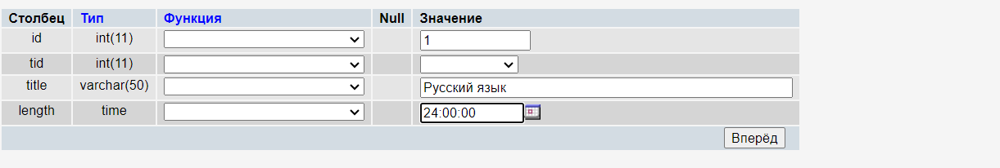 Столбец Тип Функция Null Значение
id int(11) 1
tid int(11)
title varchar(50) Русский язык
length time 24:00:00
Вперёд